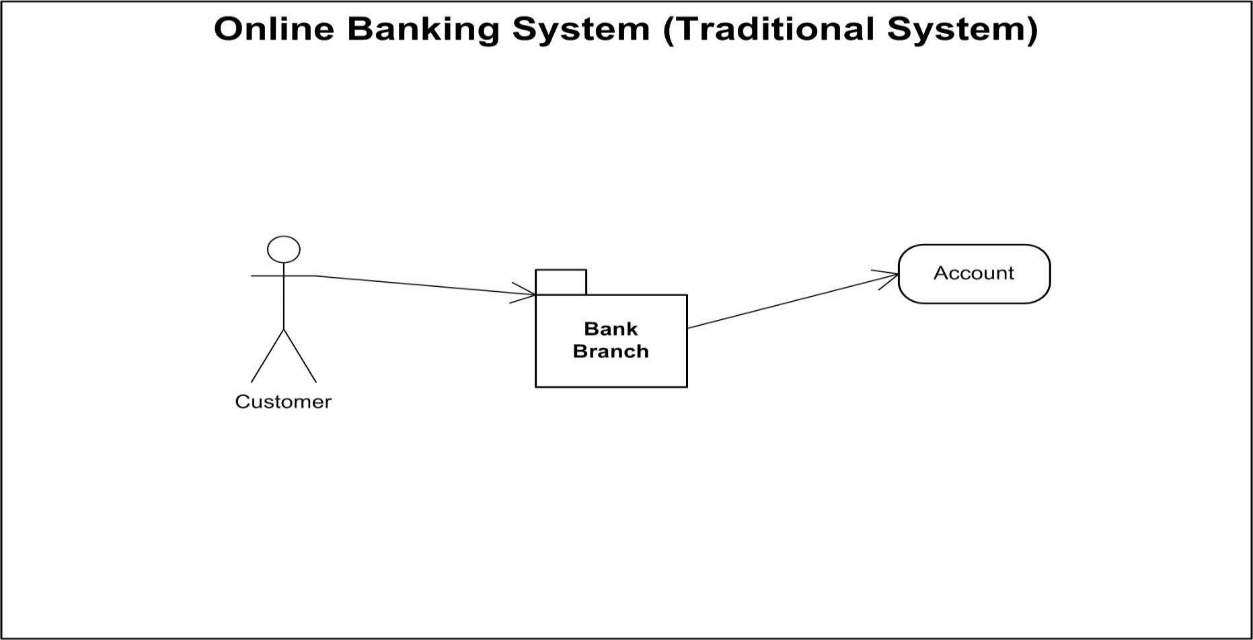 Online Banking System (Traditional System)
Account
Bank
Branch
Customer